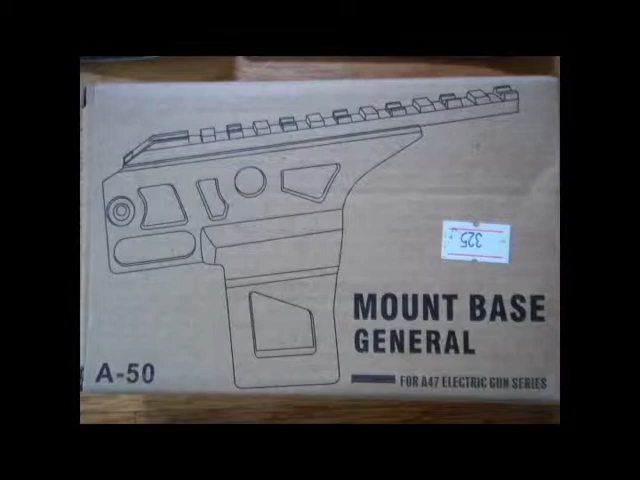 325
MOUNT BASE
GENERAL
A-50
FOR A47 ELECTRIC GUN SERIES